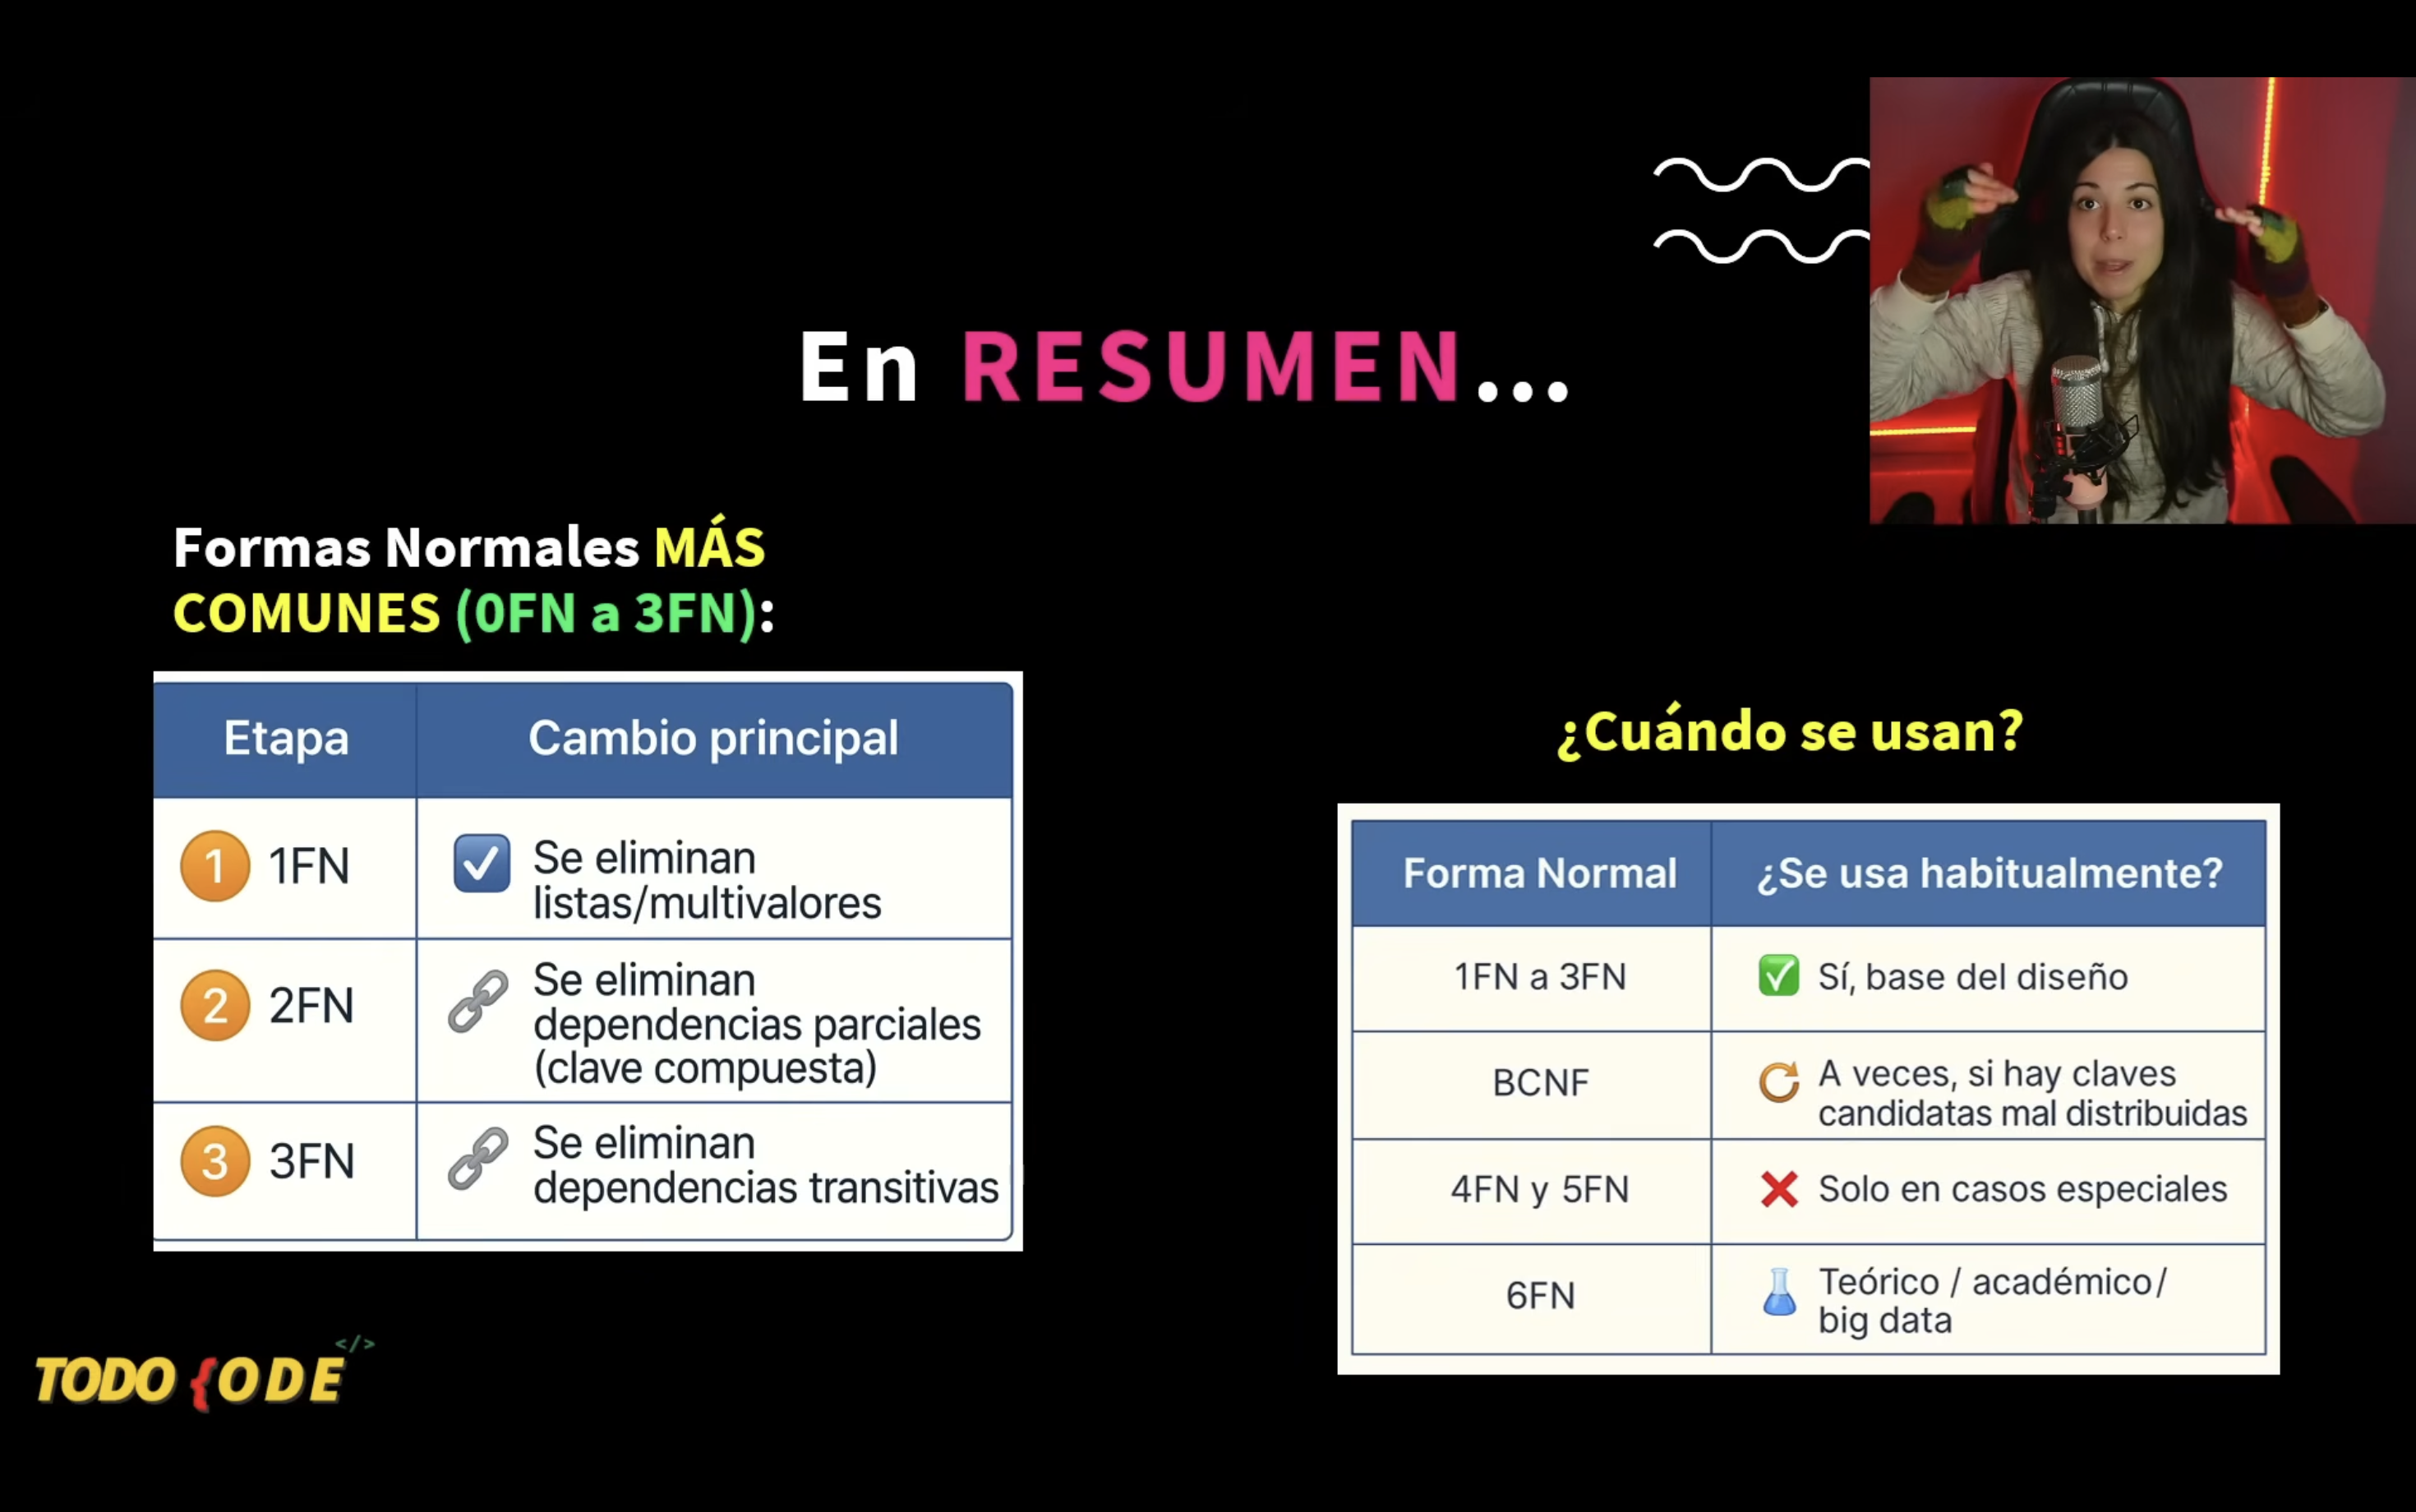 En RESUMEN...
Formas Normales MÁS
COMUNES (0FN a 3FN):
Etapa
Cambio principal
1 1FN
Se eliminan
listas/multivalores
2 2FN
Se eliminan
dependencias parciales
(clave compuesta)
3 3FN
Se eliminan
dependencias transitivas
¿Cuándo se usan?
Forma Normal
¿Se usa habitualmente?
1FN a 3FN
Sí, base del diseño
BCNF
A veces, si hay claves
candidatas mal distribuidas
4FN y 5FN
Solo en casos especiales
6FN
Teórico / académico/
big data
</>
TODO {ODE